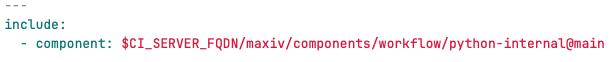 ---
include:
  - component: $CI_SERVER_FQDN/maxiv/components/workflow/python-internal@main